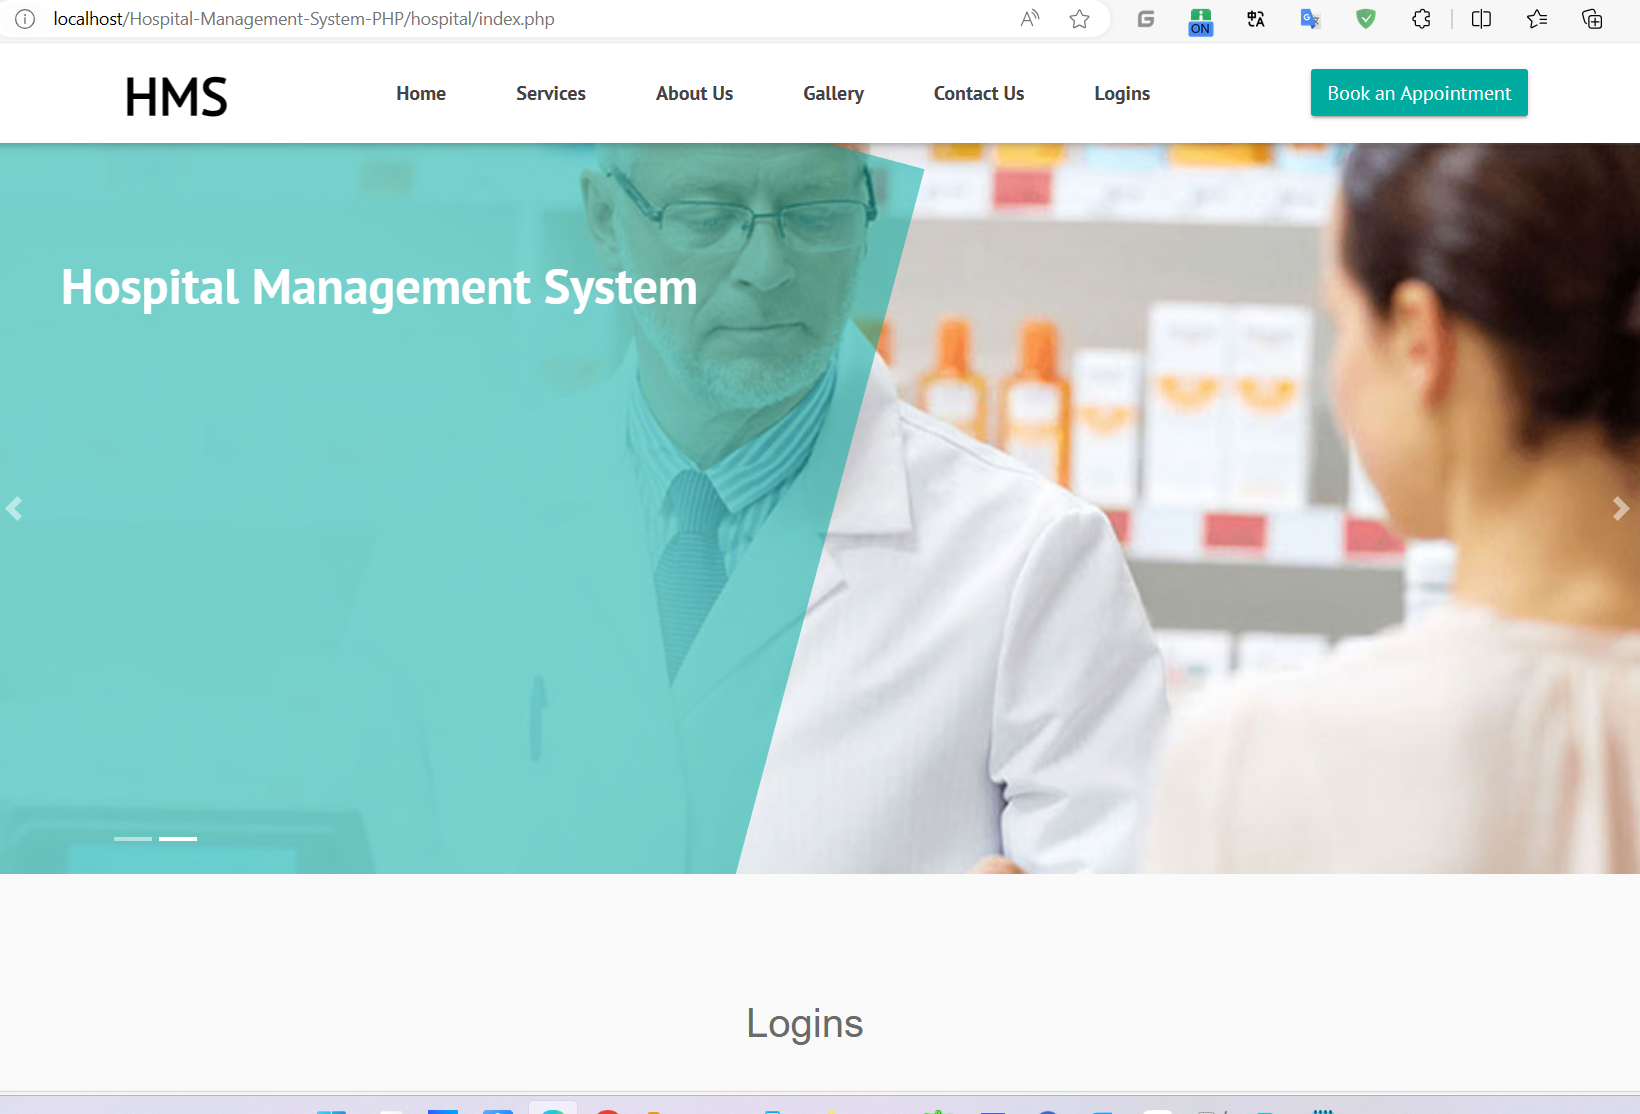 localhost/Hospital-Management-System-PHP/hospital/index.php
ON
HMS
Home
Services
About Us
Gallery
Contact Us
Logins
Book an Appointment
Hospital Management System
Logins